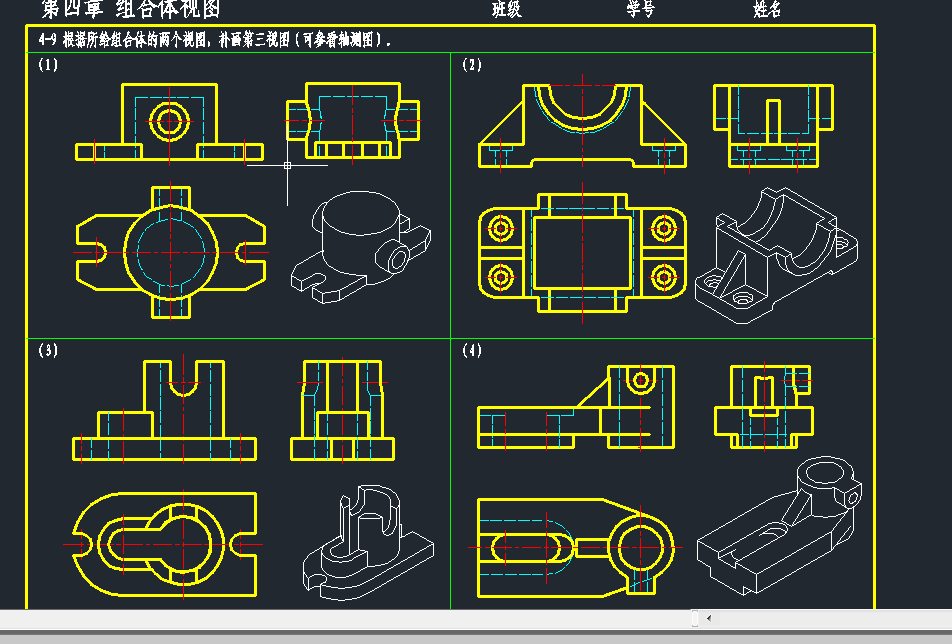 第四章 组合体视图 班级 学号 姓名
4-9 根据所给组合体的两个视图，补画第三视图（可参看轴测图）．
(1) (2)
(3) (4)